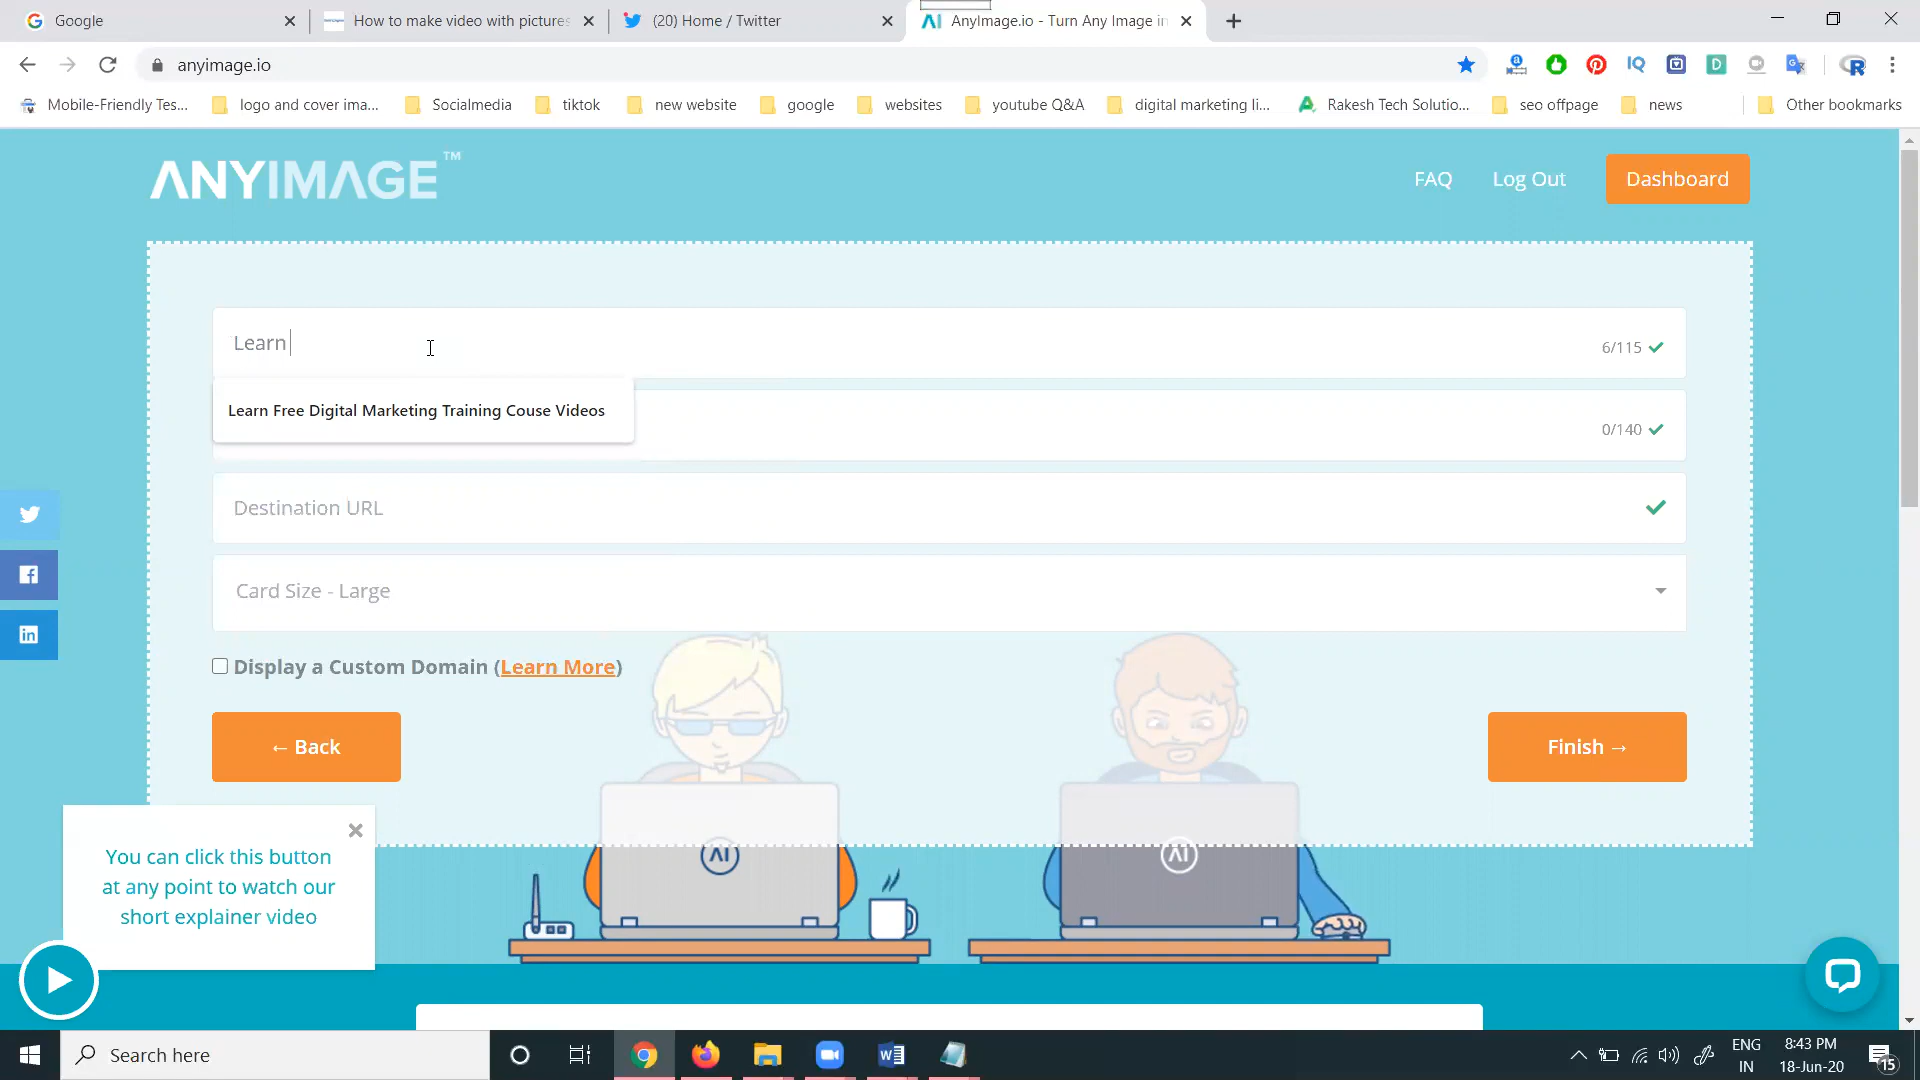 Google
How to make video with pictures
(20) Home / Twitter
AnyImage.io - Turn Any Image in
anyimage.io
Mobile-Friendly Tes...
logo and cover ima...
Socialmedia
tiktok
new website
google
websites
youtube Q&A
digital marketing li...
Rakesh Tech Solutio...
seo offpage
news
Other bookmarks
ANYIMAGE™
FAQ
Log Out
Dashboard
Learn
6/115
Learn Free Digital Marketing Training Couse Videos
0/140
Destination URL
Card Size - Large
Display a Custom Domain (Learn More)
← Back
Finish →
You can click this button
at any point to watch our
short explainer video
Search here
ENG
IN
8:43 PM
18-Jun-20
15